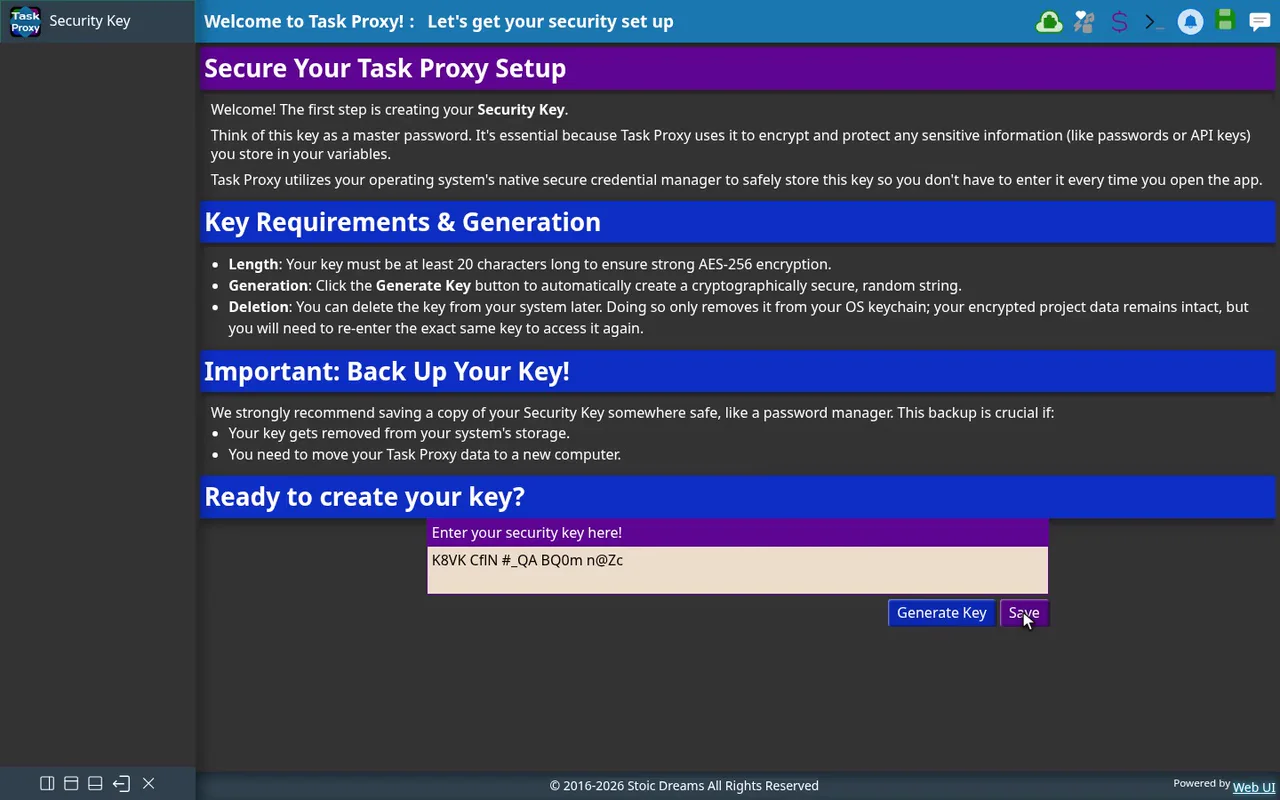 Task Proxy Security Key
Welcome to Task Proxy! : Let's get your security set up
Secure Your Task Proxy Setup
Welcome! The first step is creating your Security Key.
Think of this key as a master password. It's essential because Task Proxy uses it to encrypt and protect any sensitive information (like passwords or API keys)
you store in your variables.
Task Proxy utilizes your operating system's native secure credential manager to safely store this key so you don't have to enter it every time you open the app.
Key Requirements & Generation
• Length: Your key must be at least 20 characters long to ensure strong AES-256 encryption.
• Generation: Click the Generate Key button to automatically create a cryptographically secure, random string.
• Deletion: You can delete the key from your system later. Doing so only removes it from your OS keychain; your encrypted project data remains intact, but
you will need to re-enter the exact same key to access it again.
Important: Back Up Your Key!
We strongly recommend saving a copy of your Security Key somewhere safe, like a password manager. This backup is crucial if:
• Your key gets removed from your system's storage.
• You need to move your Task Proxy data to a new computer.
Ready to create your key?
Enter your security key here!
K8VK CflN #_QA BQ0m n@Zc
Generate Key Save
© 2016-2026 Stoic Dreams All Rights Reserved
Powered by Web UI